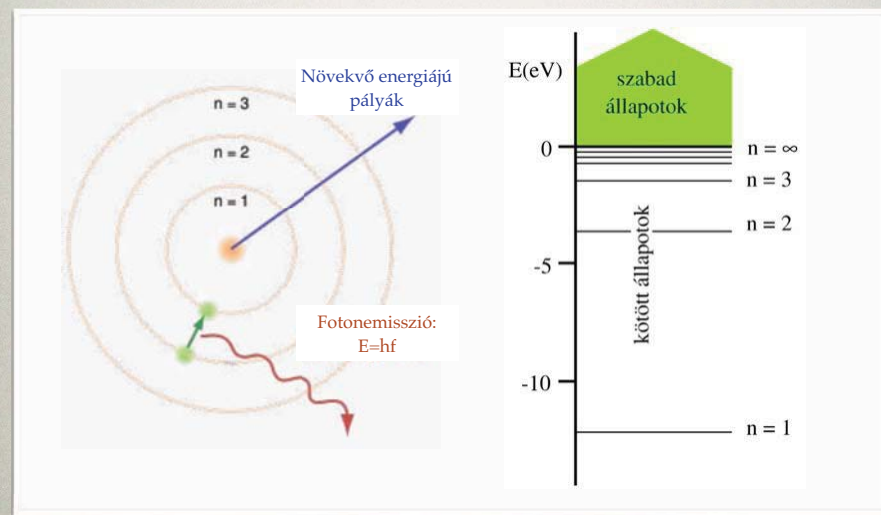 Növekvő energiájú
pályák
n = 3
n = 2
n = 1
Fotonemisszió:
E=hf
E(eV)
szabad
állapotok
0
n = ∞
n = 3
n = 2
-5
kötött állapotok
-10
n = 1